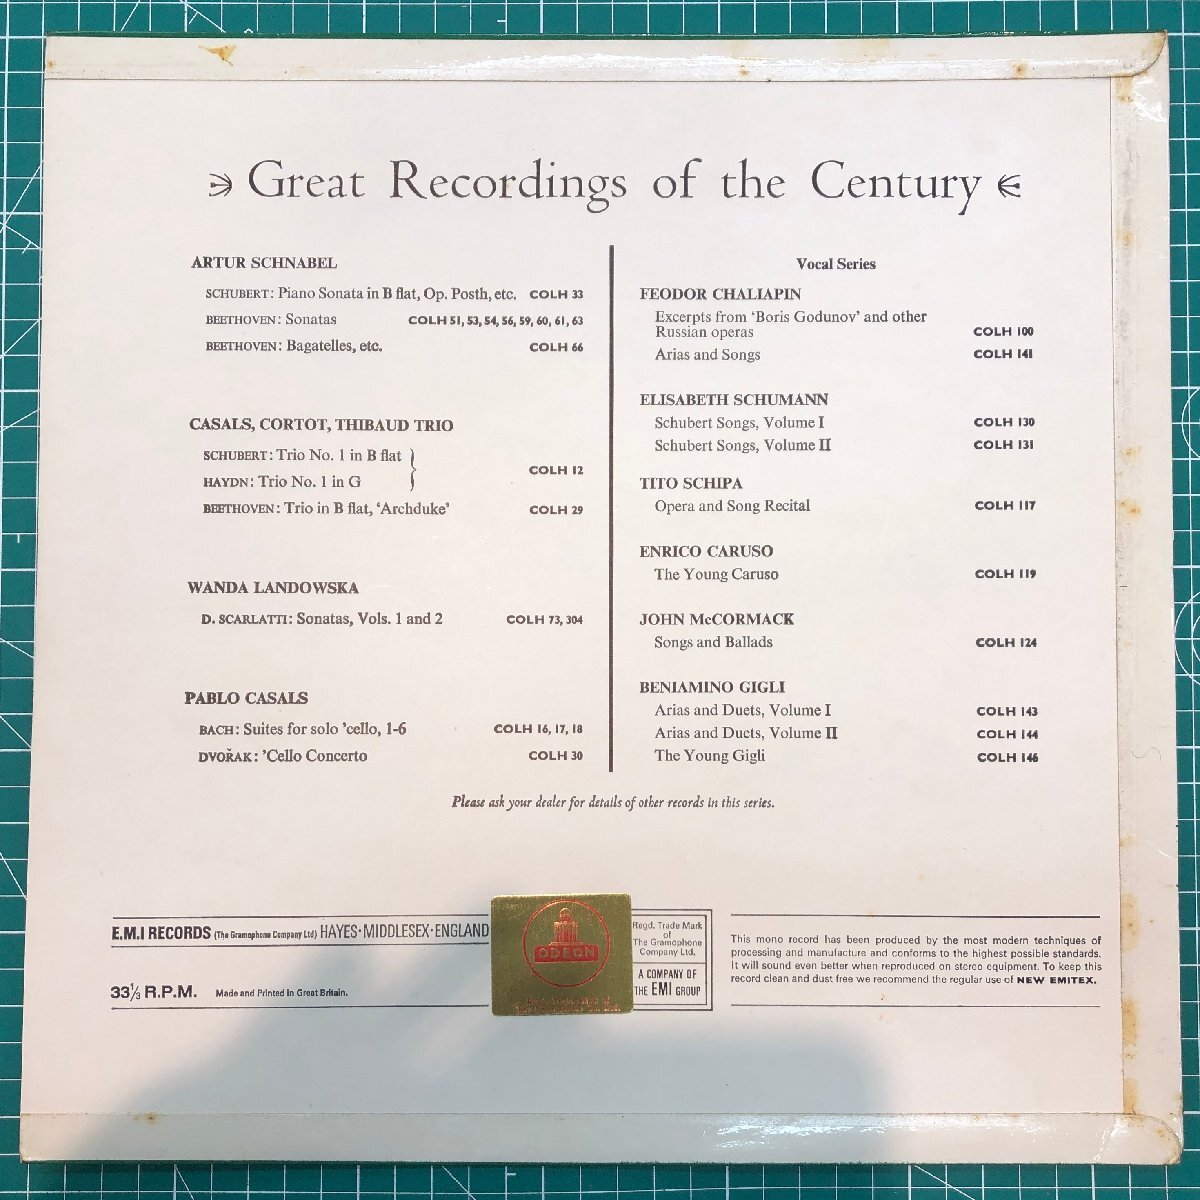 Great Recordings of the Century
ARTUR SCHNABEL
SCHUBERT: Piano Sonata in B flat, Op. Posth, etc. COLH 33
BEETHOVEN: Sonatas COLH 51, 53, 54, 56, 59, 60, 61, 63
BEETHOVEN: Bagatelles, etc. COLH 66
CASALS, CORTOT, THIBAUD TRIO
SCHUBERT: Trio No. 1 in B flat
HAYDN: Trio No. 1 in G
COLH 12
BEETHOVEN: Trio in B flat, ‘Archduke’ COLH 29
WANDA LANDOWSKA
D. SCARLATTI: Sonatas, Vols. 1 and 2 COLH 73, 304
PABLO CASALS
BACH: Suites for solo ’cello, 1-6 COLH 16, 17, 18
DVOŘAK: ’Cello Concerto COLH 30
Vocal Series
FEODOR CHALIAPIN
Excerpts from ‘Boris Godunov’ and other
Russian operas COLH 100
Arias and Songs COLH 141
ELISABETH SCHUMANN
Schubert Songs, Volume I COLH 130
Schubert Songs, Volume II COLH 131
TITO SCHIPA
Opera and Song Recital COLH 117
ENRICO CARUSO
The Young Caruso COLH 119
JOHN McCORMACK
Songs and Ballads COLH 124
BENIAMINO GIGLI
Arias and Duets, Volume I COLH 143
Arias and Duets, Volume II COLH 144
The Young Gigli COLH 146
Please ask your dealer for details of other records in this series.
E.M.I RECORDS (The Gramophone Company Ltd) HAYES·MIDDLESEX·ENGLAND
33⅓ R.P.M. Made and Printed in Great Britain.
ODEON
Regd. Trade Mark
of
The Gramophone
Company Ltd.
A COMPANY OF
THE EMI GROUP
This mono record has been produced by the most modern techniques of
processing and manufacture and conforms to the highest possible standards.
It will sound even better when reproduced on stereo equipment. To keep this
record clean and dust free we recommend the regular use of NEW EMITEX.